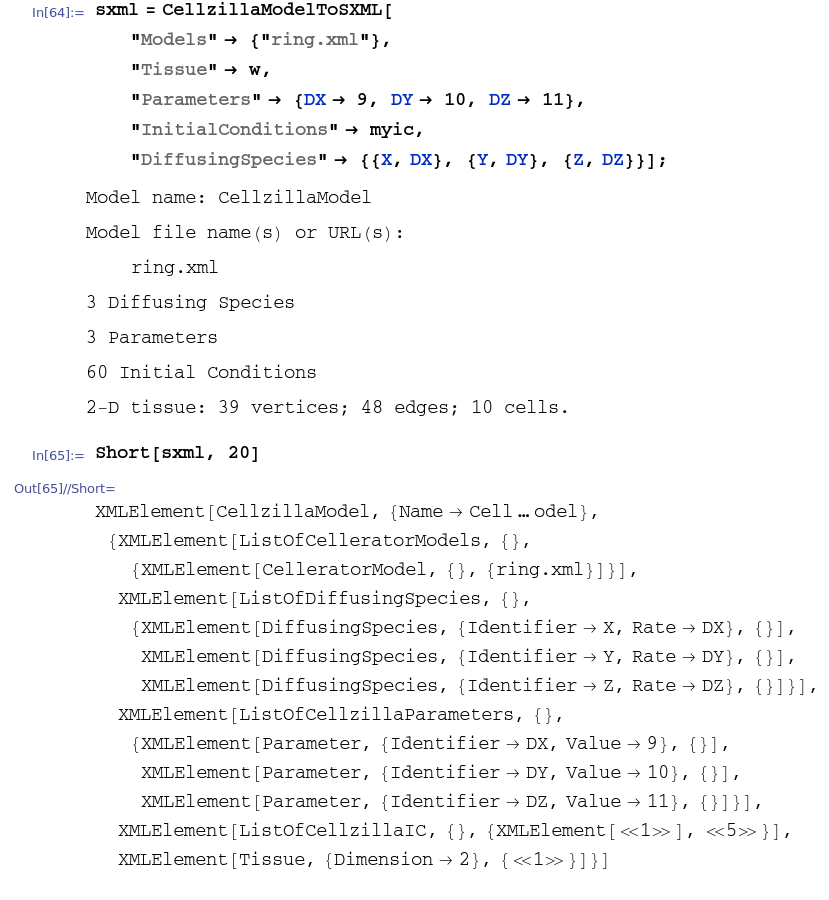 In[64]:= sxml = CellzillaModelToSXML[
"Models" → {"ring.xml"},
"Tissue" → w,
"Parameters" → {DX → 9, DY → 10, DZ → 11},
"InitialConditions" → myic,
"DiffusingSpecies" → {{X, DX}, {Y, DY}, {Z, DZ}}];
Model name: CellzillaModel
Model file name(s) or URL(s):
ring.xml
3 Diffusing Species
3 Parameters
60 Initial Conditions
2-D tissue: 39 vertices; 48 edges; 10 cells.
In[65]:= Short[sxml, 20]
Out[65]//Short=
XMLElement[CellzillaModel, {Name → Cell…odel},
{XMLElement[ListOfCelleratorModels, {},
{XMLElement[CelleratorModel, {}, {ring.xml}]}],
XMLElement[ListOfDiffusingSpecies, {},
{XMLElement[DiffusingSpecies, {Identifier → X, Rate → DX}, {}],
XMLElement[DiffusingSpecies, {Identifier → Y, Rate → DY}, {}],
XMLElement[DiffusingSpecies, {Identifier → Z, Rate → DZ}, {}]}],
XMLElement[ListOfCellzillaParameters, {},
{XMLElement[Parameter, {Identifier → DX, Value → 9}, {}],
XMLElement[Parameter, {Identifier → DY, Value → 10}, {}],
XMLElement[Parameter, {Identifier → DZ, Value → 11}, {}]}],
XMLElement[ListOfCellzillaIC, {}, {XMLElement[≪1≫], ≪5≫}],
XMLElement[Tissue, {Dimension → 2}, {≪1≫}]}]